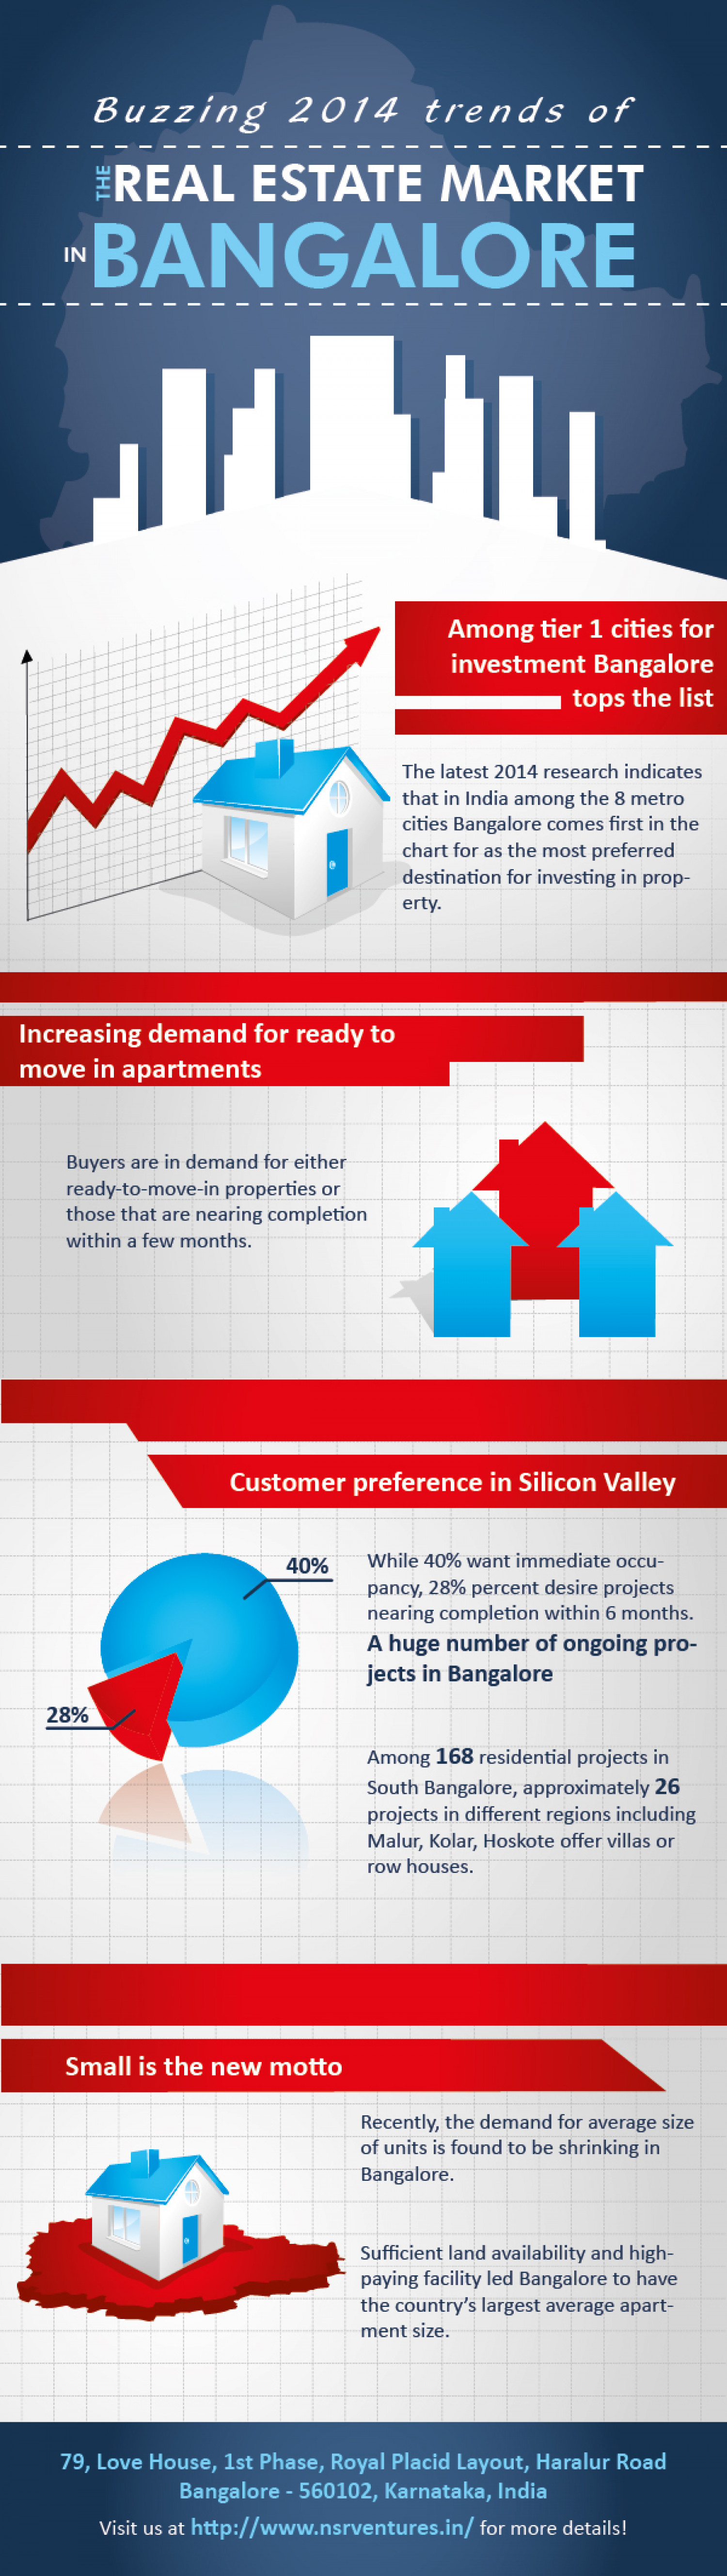 Buzzing 2014 trends of
THE REAL ESTATE MARKET
IN BANGALORE
Among tier 1 cities for
investment Bangalore
tops the list
The latest 2014 research indicates
that in India among the 8 metro
cities Bangalore comes first in the
chart for as the most preferred
destination for investing in prop-
erty.
Increasing demand for ready to
move in apartments
Buyers are in demand for either
ready-to-move-in properties or
those that are nearing completion
within a few months.
Customer preference in Silicon Valley
40%
28%
While 40% want immediate occu-
pancy, 28% percent desire projects
nearing completion within 6 months.
A huge number of ongoing pro-
jects in Bangalore
Among 168 residential projects in
South Bangalore, approximately 26
projects in different regions including
Malur, Kolar, Hoskote offer villas or
row houses.
Small is the new motto
Recently, the demand for average size
of units is found to be shrinking in
Bangalore.
Sufficient land availability and high-
paying facility led Bangalore to have
the country's largest average apart-
ment size.
79, Love House, 1st Phase, Royal Placid Layout, Haralur Road
Bangalore - 560102, Karnataka, India
Visit us at http://www.nsrventures.in/ for more details!